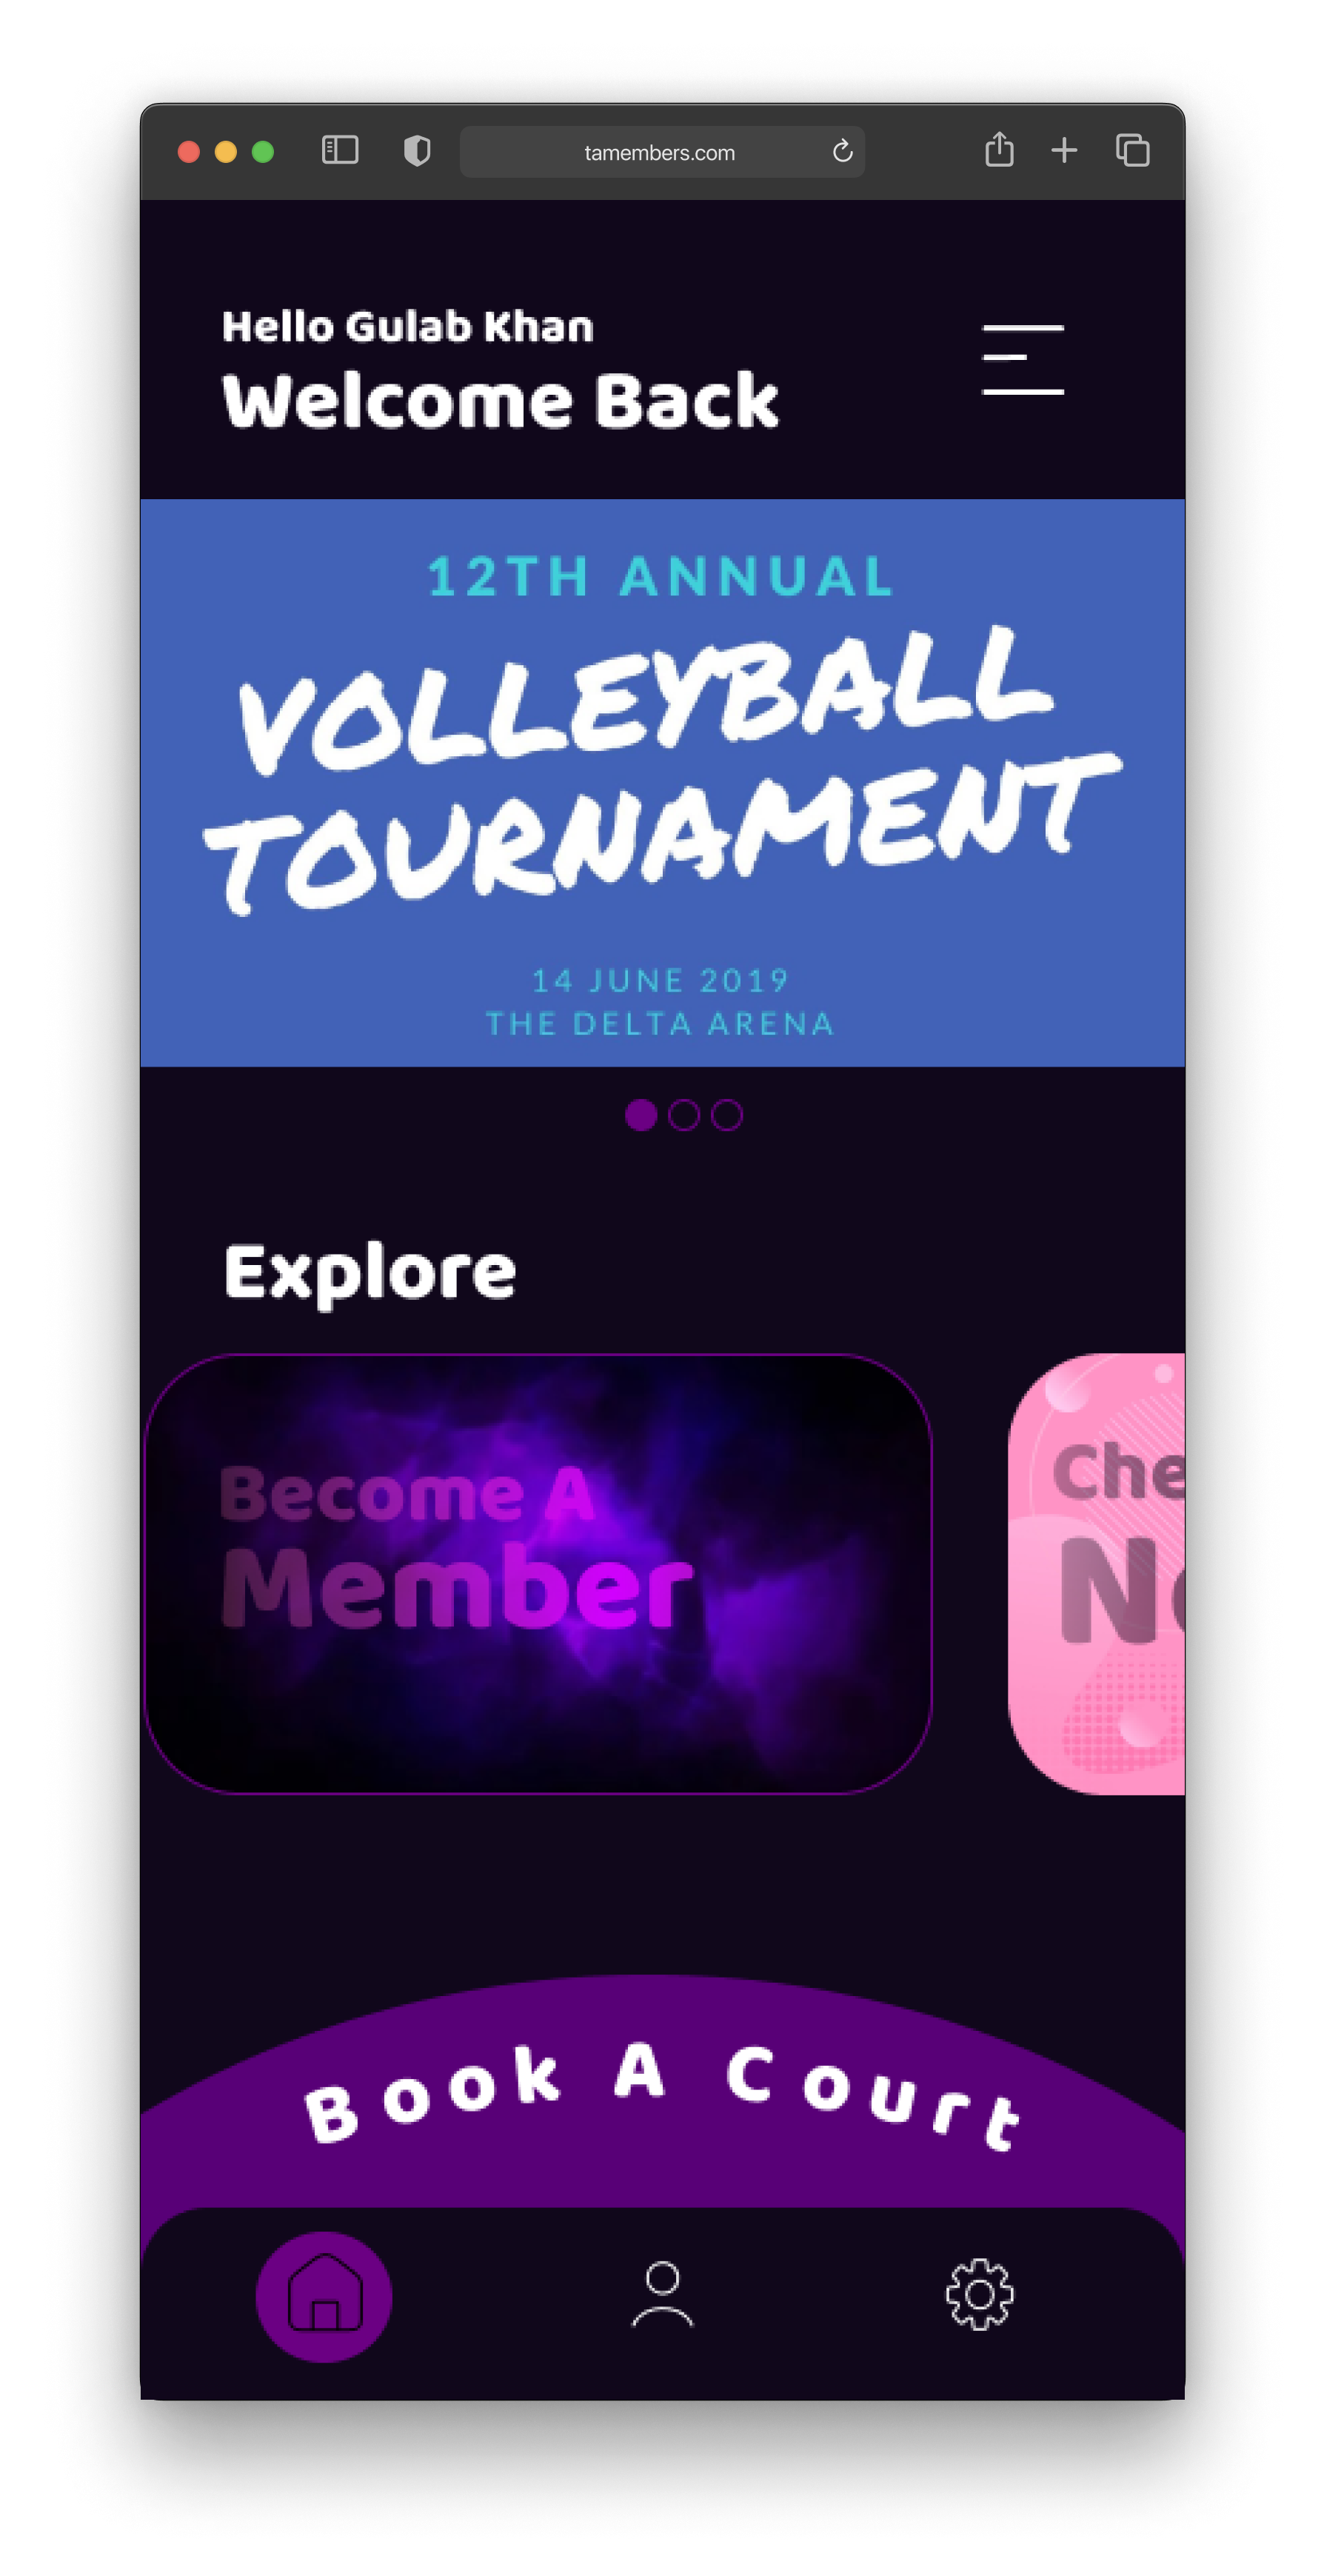 tamembers.com
Hello Gulab Khan
Welcome Back
12TH ANNUAL
VOLLEYBALL
TOURNAMENT
14 JUNE 2019
THE DELTA ARENA
Explore
Become A
Member
Che
N
Book A Court